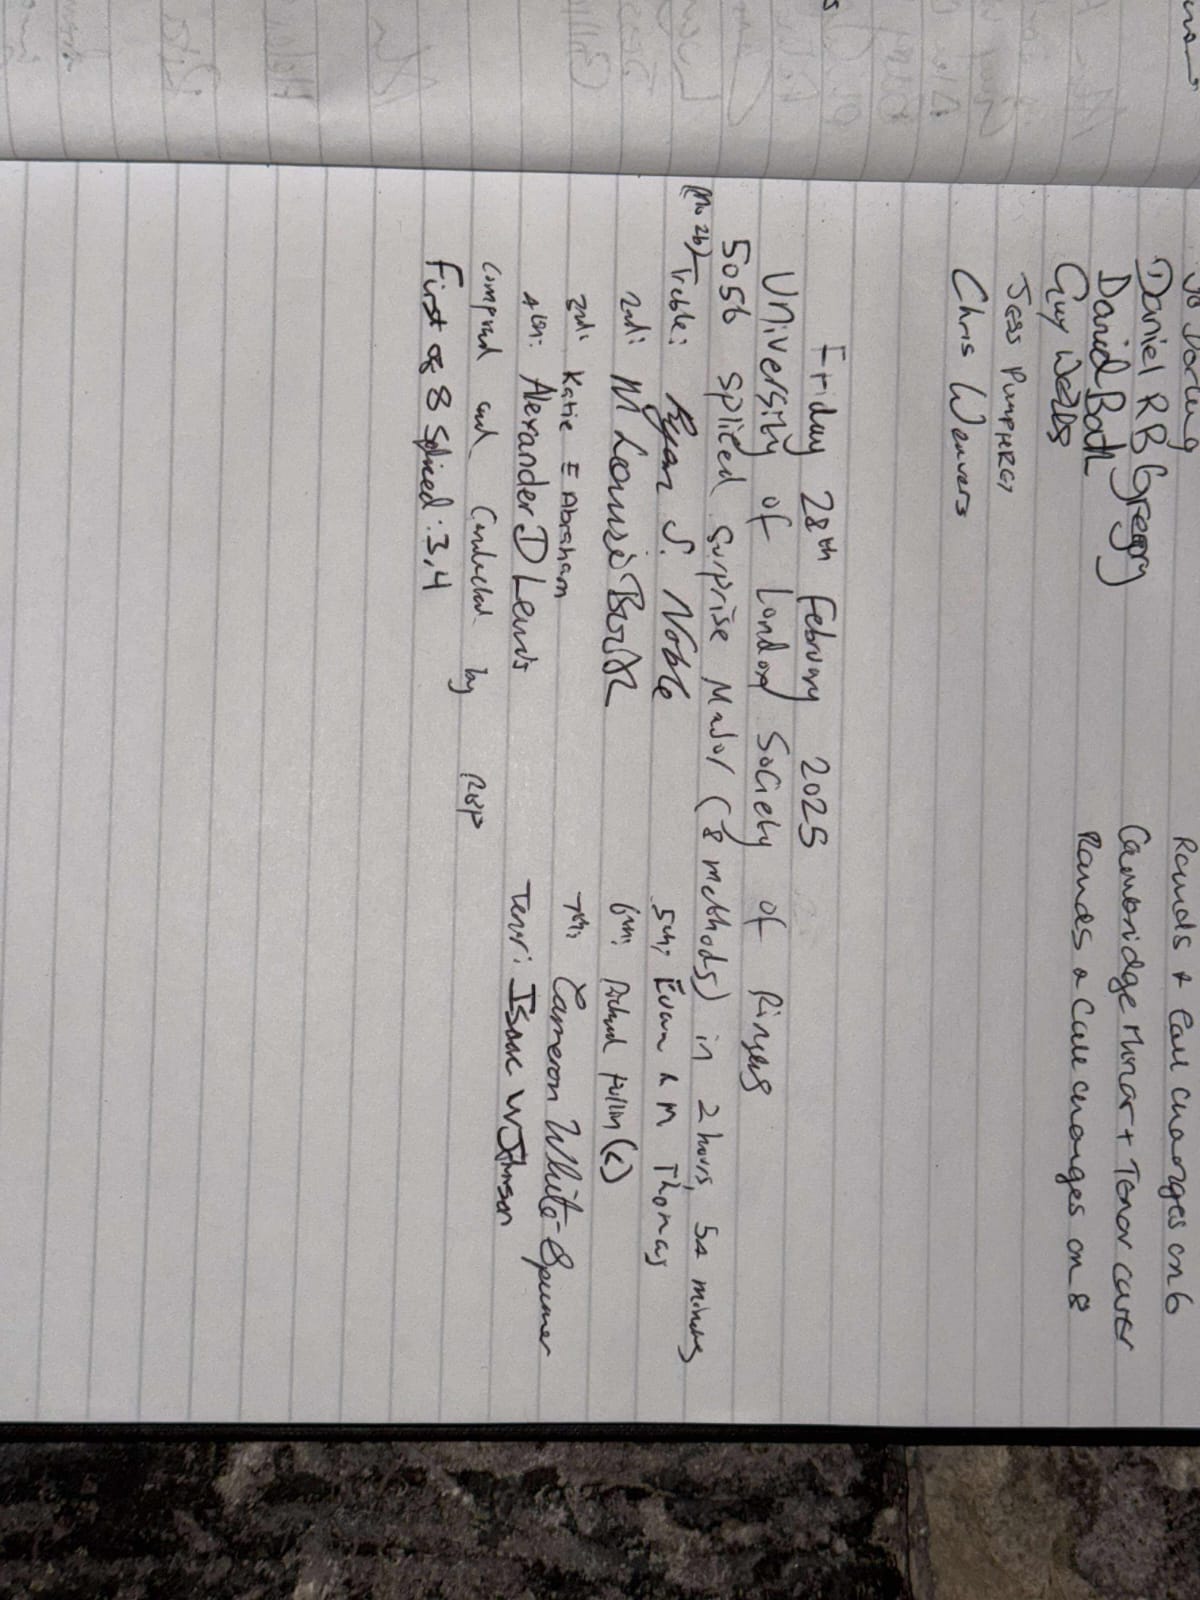 Jo Dorling
Daniel R B Gregory
David Bath
Guy Wells
Jess Pumphrey
Chris Weavers
Rounds + Call changes on 6
Cambridge Minor + Tenor cover
Rounds & Call changes on 8
Friday 28th February 2025
University of London Society of Ringers
5056 Spliced Surprise Major (8 methods) in 2 hours, 54 minutes
(No 26)
Treble: Ryan S. Noble
2nd: M Louise Booth
3rd: Katie E Abraham
4th: Alexander D Lewis
5th: Euan M Thomas
6th: Richard Pullin (C)
7th: Cameron White-Spunner
Tenor: Isaac W Johnson
Composed and Conducted by RBP
First of 8 Spliced: 3,4